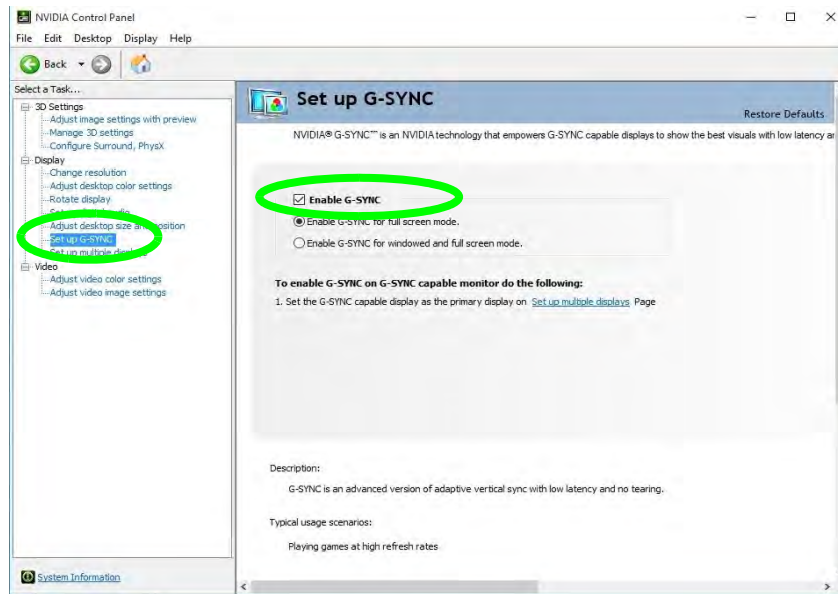 NVIDIA Control Panel
File Edit Desktop Display Help
Back
Select a Task...
3D Settings
Adjust image settings with preview
Manage 3D settings
Configure Surround, PhysX
Display
Change resolution
Adjust desktop color settings
Rotate display
Adjust desktop size and position
Set up G-SYNC
Set up multiple displays
Video
Adjust video color settings
Adjust video image settings
System Information
Set up G-SYNC
Restore Defaults
NVIDIA® G-SYNC™ is an NVIDIA technology that empowers G-SYNC capable displays to show the best visuals with low latency
Enable G-SYNC
Enable G-SYNC for full screen mode.
Enable G-SYNC for windowed and full screen mode.
To enable G-SYNC on G-SYNC capable monitor do the following:
1. Set the G-SYNC capable display as the primary display on Set up multiple displays Page
Description:
G-SYNC is an advanced version of adaptive vertical sync with low latency and no tearing.
Typical usage scenarios:
Playing games at high refresh rates